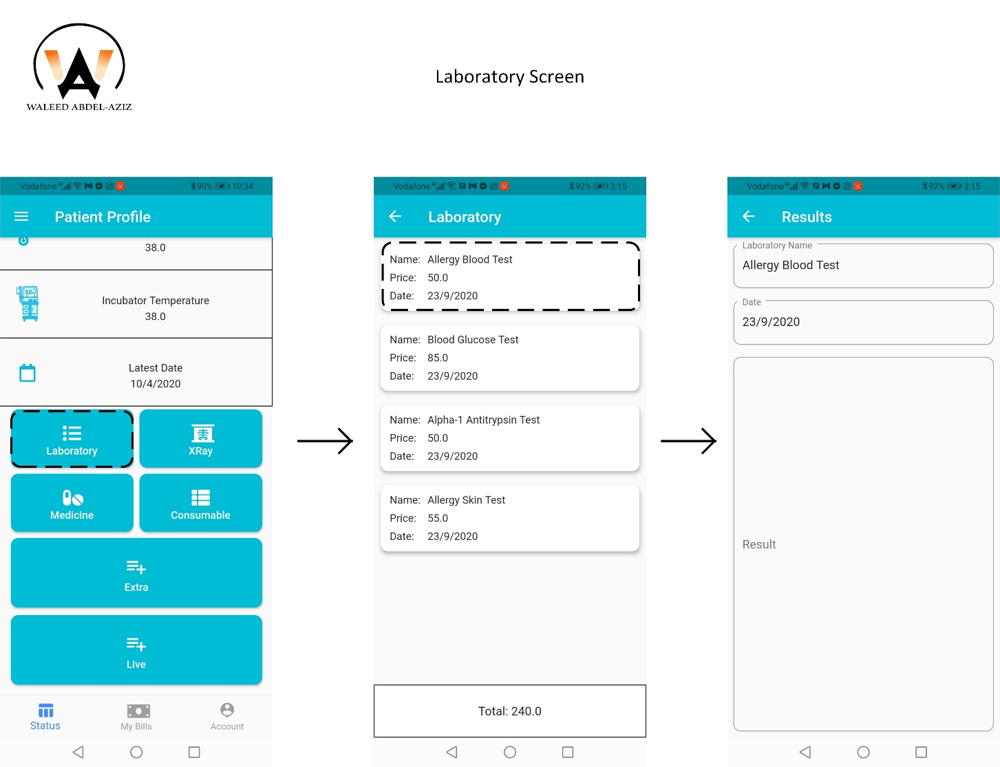 WALEED ABDEL-AZIZ
Laboratory Screen
Vodafone 90% 10:34
Patient Profile
38.0
Incubator Temperature
38.0
Latest Date
10/4/2020
Laboratory
XRay
Medicine
Consumable
Extra
Live
Status
My Bills
Account
Vodafone 92% 3:15
Laboratory
Name: Allergy Blood Test
Price: 50.0
Date: 23/9/2020
Name: Blood Glucose Test
Price: 85.0
Date: 23/9/2020
Name: Alpha-1 Antitrypsin Test
Price: 50.0
Date: 23/9/2020
Name: Allergy Skin Test
Price: 55.0
Date: 23/9/2020
Total: 240.0
Vodafone 92% 3:15
Results
Laboratory Name
Allergy Blood Test
Date
23/9/2020
Result